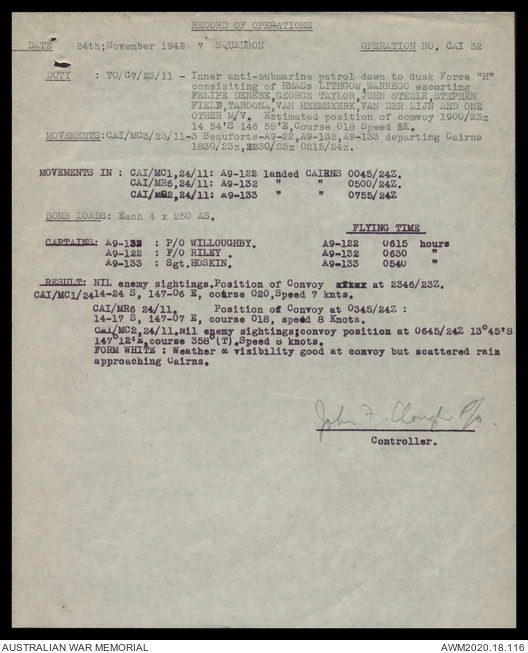 RECORD OF OPERATIONS
DATE 24th;November 1942 7 SQUADRON OPERATION NO. CAI 32
DUTY : TO/G7/23/11 - Inner anti-submarine patrol dawn to dusk Force "H"
consisiting of HMASs LITHGOW,WARREGO escorting
FELIPE DENEBE,GEORGE TAYLOR,JOHN STEELE,STEPHEN
FIELD,TAROONA,VAN HEEMSKERK,VAN DER LIJN AND ONE
OTHER M/V. Estimated position of comvoy 1900/23z
14 54'S 146 55'E,Course 018 Speed 8K.
MOVEMENTS:CAI/MC3/23/11-3 Beauforts-A9-22,A9-132,A9-133 departing Cairns
1830/23z, 2230/23z 0215/24z.
MOVEMENTS IN : CAI/MC1,24/11: A9-122 landed CAIRNS 0045/24Z.
CAI/MR6,24/11: A9-132 " " 0500/24Z.
CAI/MR2,24/11: A9-133 " " 0755/24Z
BOMB LOADS: Each 4 x 250 AS.
FLYING TIME
CAPTAINS: A9-132 : P/O WILLOUGHBY. A9-122 0615 hours
A9-122 : F/O RILEY . A9-132 0630 "
A9-133 : Sgt.HOSKIN. A9-133 0540 "
RESULT: NIL enemy sightings.Position of Convoy at 2346/23Z.
CAI/MC1/24 14-24 S, 147-06 E, course 020,Speed 7 knts.
CAI/MR6 24/11. Position of Convoy at 0345/24Z :
14-17 S, 147-07 E, course 018, speed 8 Knots.
CAI/MC2,24/11.Nil enemy sightings;convoy position at 0645/24Z 13°45'S
147°12'E,course 358°(T).Speed 8 knots.
FORM WHITE : Weather & visibility good at convoy but scattered rain
approaching Cairns.
John F. Clough P/O.
Controller.
AUSTRALIAN WAR MEMORIAL AWM2020.18.116